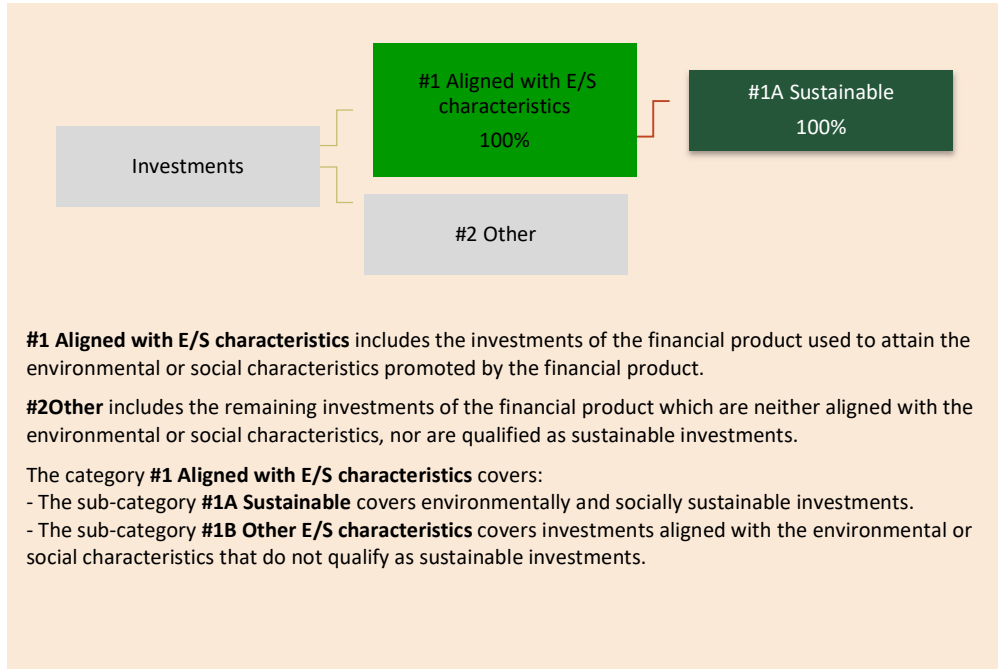 #1 Aligned with E/S
characteristics
100%
#1A Sustainable
100%
Investments
#2 Other
#1 Aligned with E/S characteristics includes the investments of the financial product used to attain the
environmental or social characteristics promoted by the financial product.
#2Other includes the remaining investments of the financial product which are neither aligned with the
environmental or social characteristics, nor are qualified as sustainable investments.
The category #1 Aligned with E/S characteristics covers:
- The sub-category #1A Sustainable covers environmentally and socially sustainable investments.
- The sub-category #1B Other E/S characteristics covers investments aligned with the environmental or
social characteristics that do not qualify as sustainable investments.